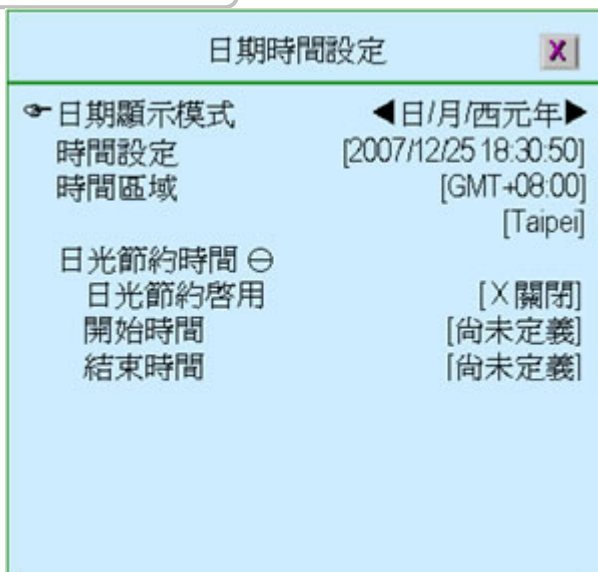 日期時間設定 X
☞日期顯示模式 ◀日/月/西元年▶
時間設定 [2007/12/25 18:30:50]
時間區域 [GMT+08:00]
[Taipei]
日光節約時間 ⊖
日光節約啓用 [X關閉]
開始時間 [尚未定義]
結束時間 [尚未定義]